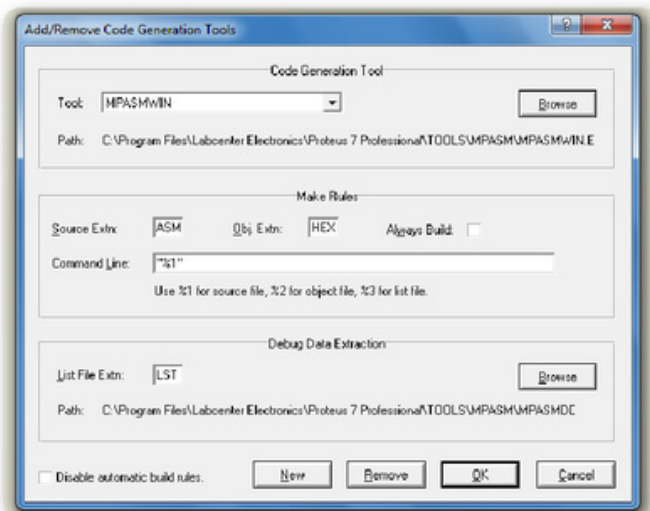 Add/Remove Code Generation Tools
Code Generation Tool
Tool: MPASMWIN Browse
Path: C:\Program Files\Labcenter Electronics\Proteus 7 Professional\TOOLS\MPASM\MPASMWIN.E
Make Rules
Source Extn: ASM Obj. Extn: HEX Always Build:
Command Line: "%1"
Use %1 for source file, %2 for object file, %3 for list file.
Debug Data Extraction
List File Extn: LST Browse
Path: C:\Program Files\Labcenter Electronics\Proteus 7 Professional\TOOLS\MPASM\MPASMDD
Disable automatic build rules. New Remove OK Cancel